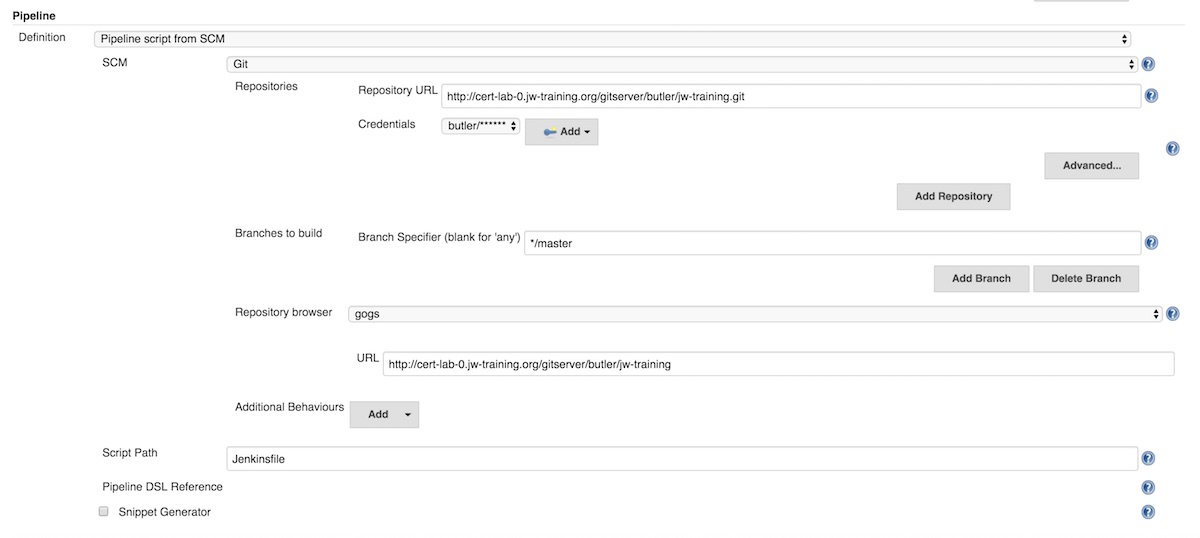 Pipeline
Definition Pipeline script from SCM
SCM Git
Repositories Repository URL http://cert-lab-0.jw-training.org/gitserver/butler/jw-training.git
Credentials butler/****** Add
Advanced...
Add Repository
Branches to build Branch Specifier (blank for 'any') */master
Add Branch Delete Branch
Repository browser gogs
URL http://cert-lab-0.jw-training.org/gitserver/butler/jw-training
Additional Behaviours Add
Script Path Jenkinsfile
Pipeline DSL Reference
Snippet Generator